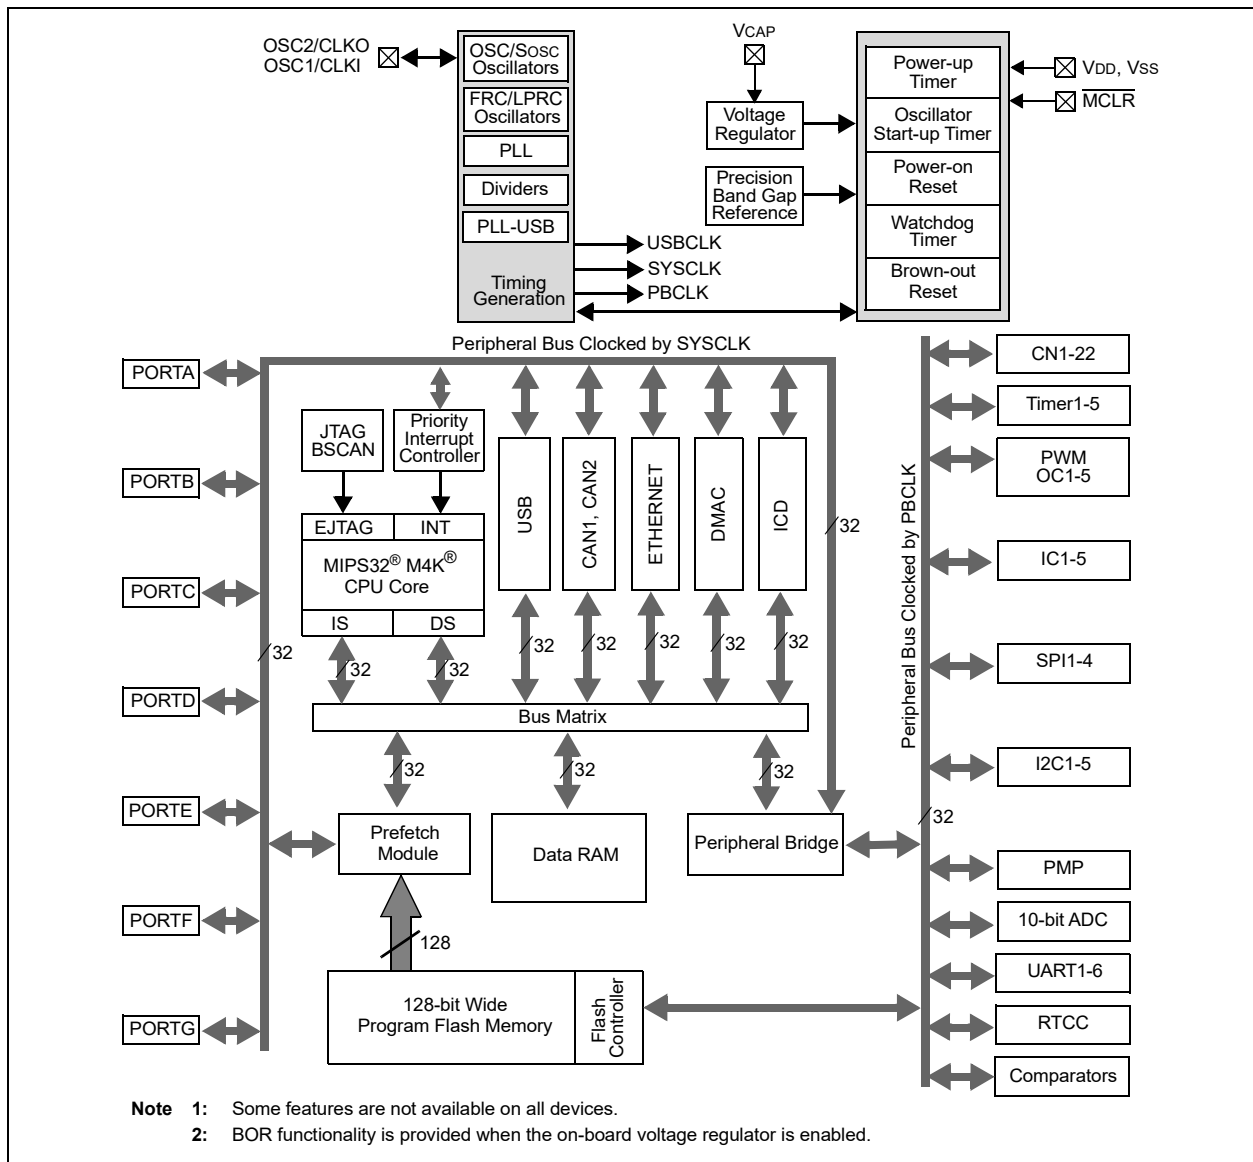 OSC2/CLKO
OSC1/CLKI
OSC/SOSC
Oscillators
FRC/LPRC
Oscillators
PLL
Dividers
PLL-USB
Timing
Generation
USBCLK
SYSCLK
PBCLK
VCAP
Voltage
Regulator
Precision
Band Gap
Reference
Power-up
Timer
Oscillator
Start-up Timer
Power-on
Reset
Watchdog
Timer
Brown-out
Reset
VDD, VSS
MCLR
Peripheral Bus Clocked by SYSCLK
PORTA
PORTB
PORTC
PORTD
PORTE
PORTF
PORTG
32
JTAG
BSCAN
Priority
Interrupt
Controller
EJTAG
INT
MIPS32® M4K®
CPU Core
IS
DS
32
32
USB
CAN1, CAN2
ETHERNET
DMAC
ICD
32
32
32
32
32
32
Bus Matrix
32
32
32
Prefetch
Module
Data RAM
Peripheral Bridge
128
128-bit Wide
Program Flash Memory
Flash
Controller
Peripheral Bus Clocked by PBCLK
32
CN1-22
Timer1-5
PWM
OC1-5
IC1-5
SPI1-4
I2C1-5
PMP
10-bit ADC
UART1-6
RTCC
Comparators
Note 1: Some features are not available on all devices.
2: BOR functionality is provided when the on-board voltage regulator is enabled.